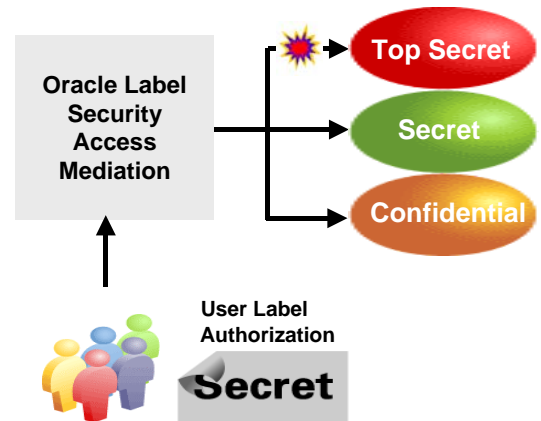 Oracle Label
Security
Access
Mediation
Top Secret
Secret
Confidential
User Label
Authorization
Secret